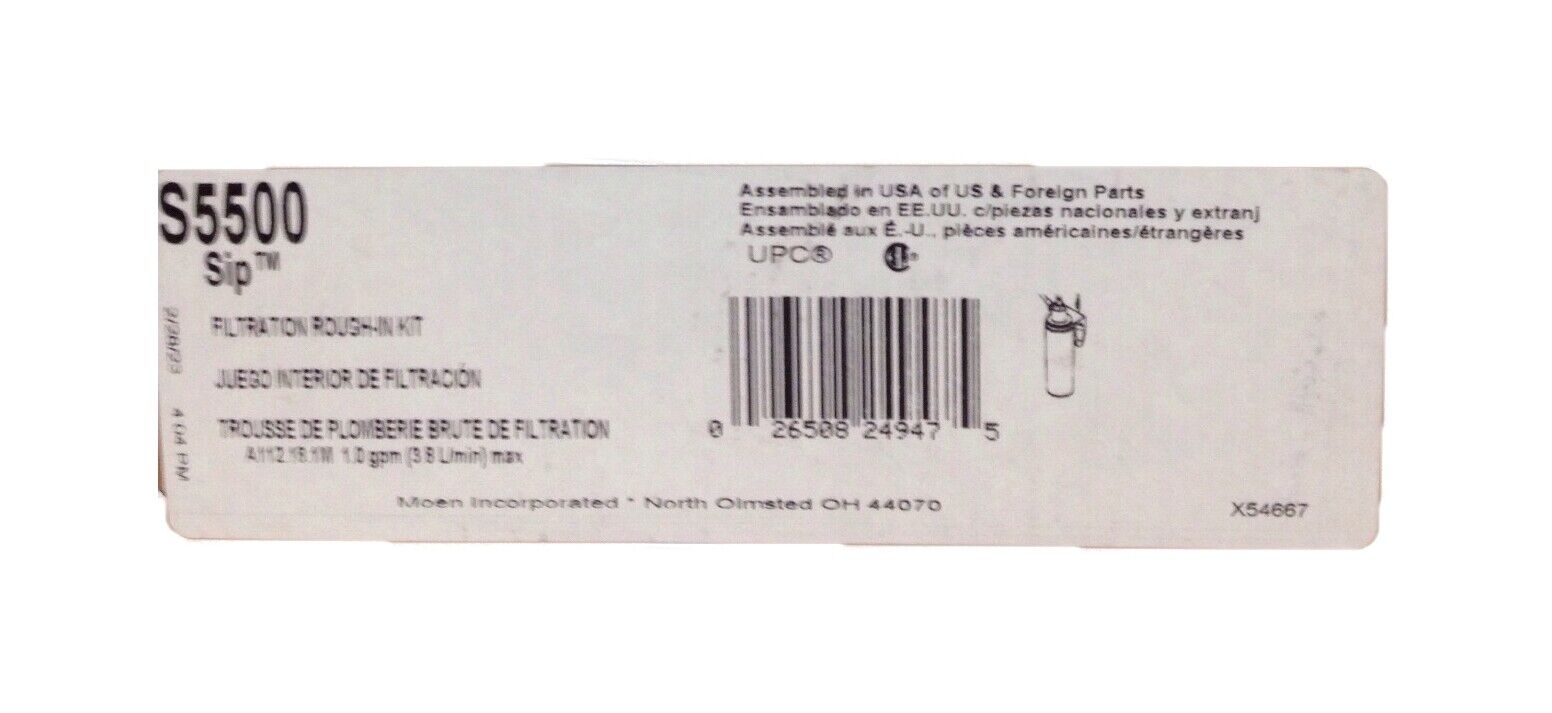 S5500
Sip™
FILTRATION ROUGH-IN KIT
JUEGO INTERIOR DE FILTRACIÓN
TROUSSE DE PLOMBERIE BRUTE DE FILTRATION
A112.18.1M 1.0 gpm (3.8 L/min) max
Assembled in USA of US & Foreign Parts
Ensamblado en EE.UU. c/piezas nacionales y extranj
Assemblé aux É.-U., pièces américaines/étrangères
UPC®
0 26508 24947 5
Moen Incorporated * North Olmsted OH 44070
X54667
4 04 PM